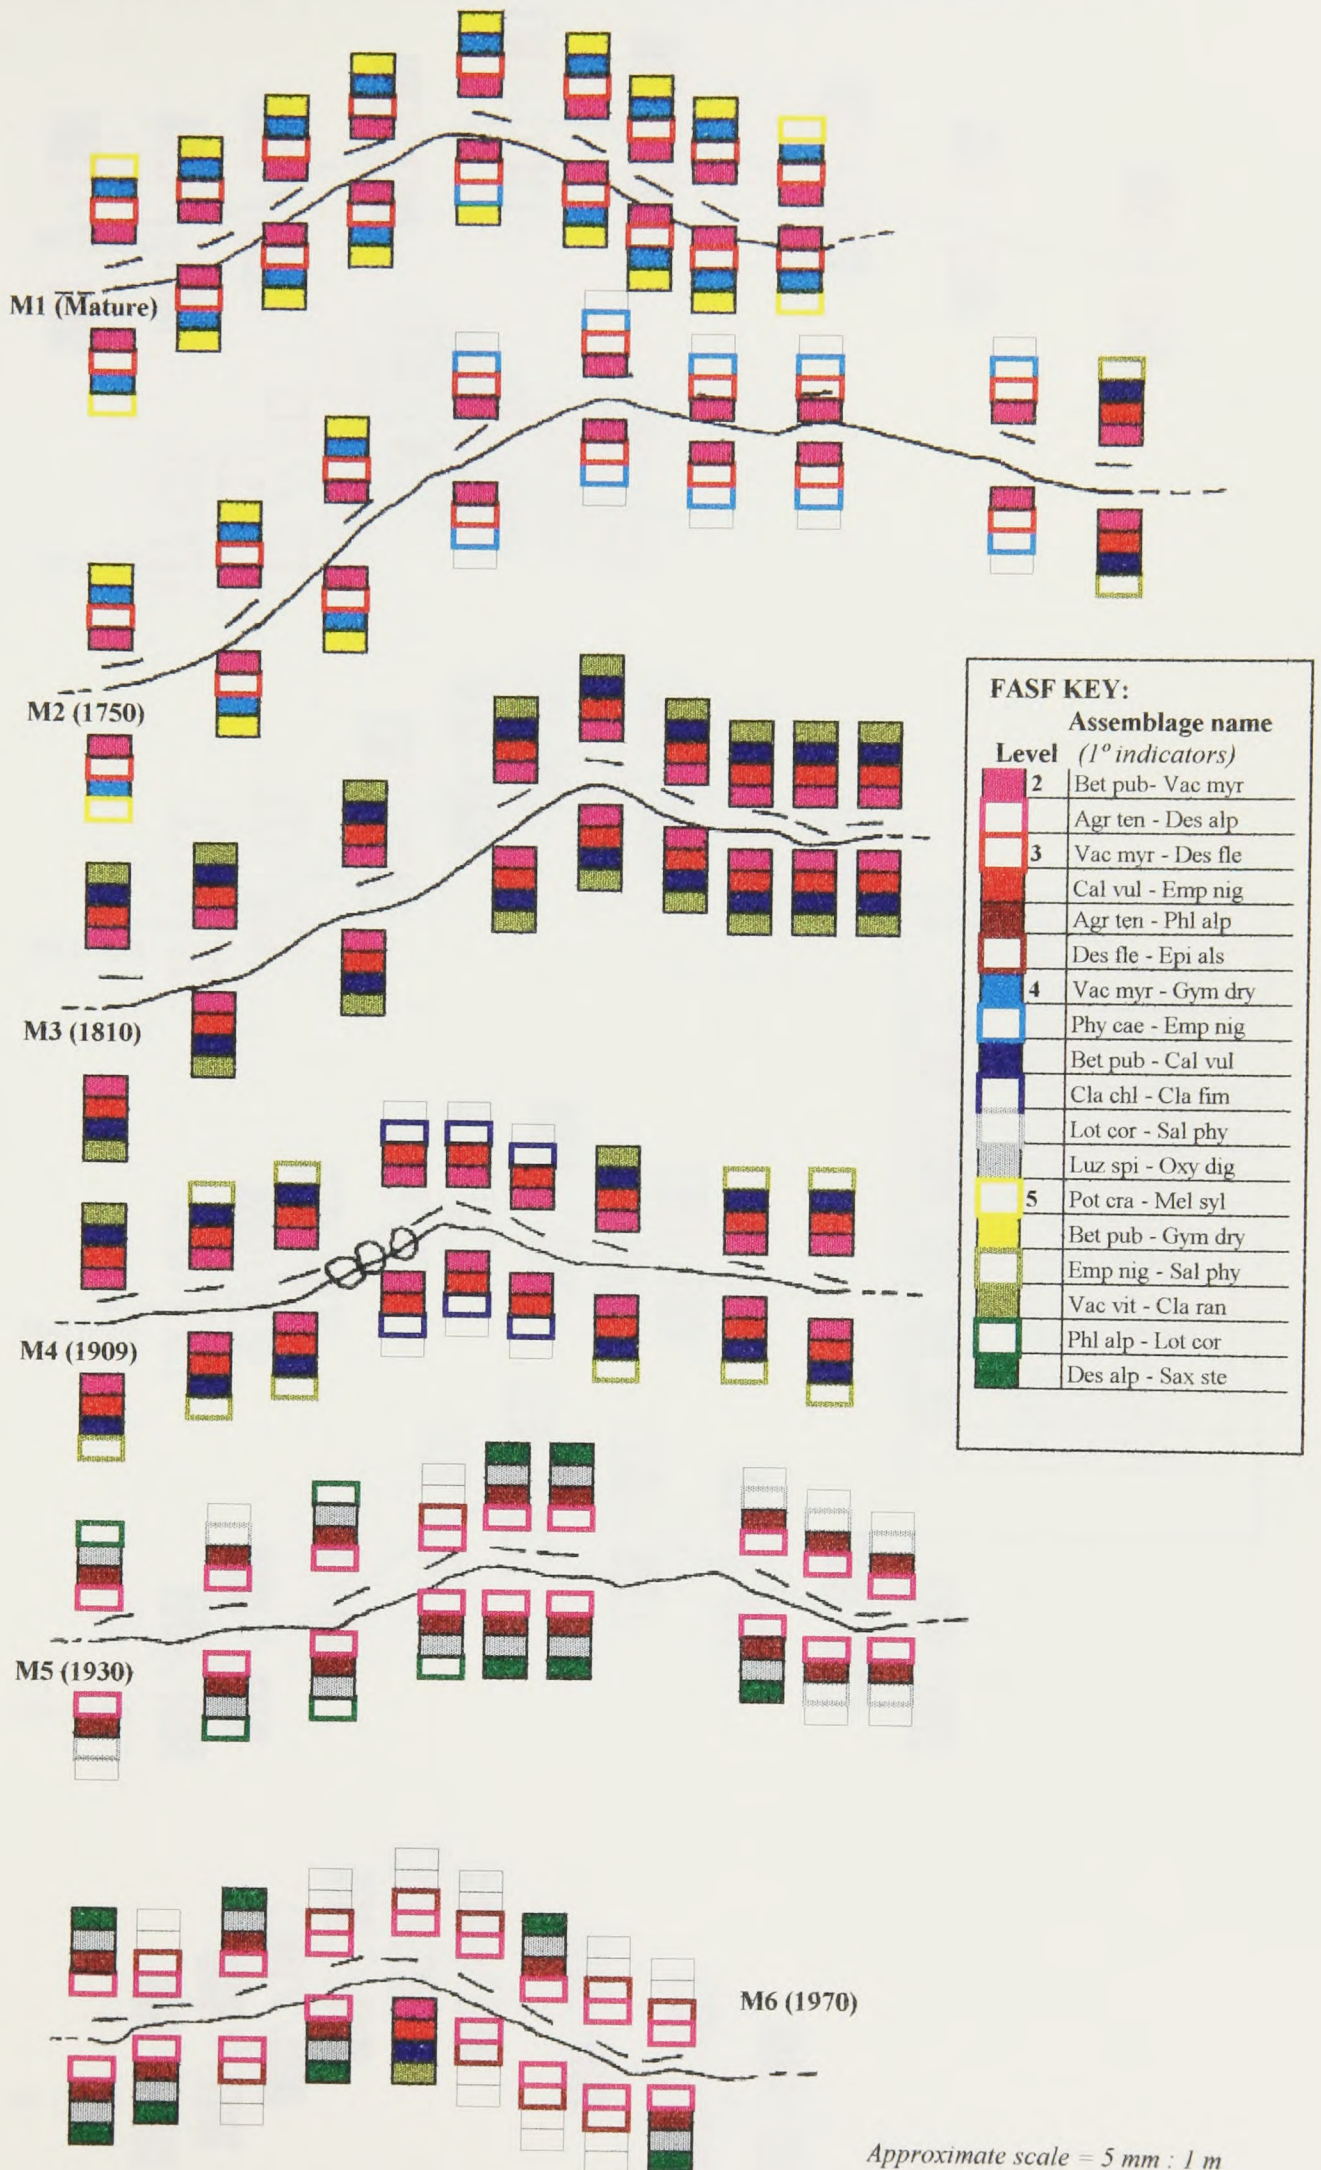 M1 (Mature)
M2 (1750)
FASF KEY:
Assemblage name
Level (1º indicators)
2 Bet pub- Vac myr
Agr ten - Des alp
3 Vac myr - Des fle
Cal vul - Emp nig
Agr ten - Phl alp
Des fle - Epi als
4 Vac myr - Gym dry
Phy cae - Emp nig
Bet pub - Cal vul
Cla chl - Cla fim
Lot cor - Sal phy
Luz spi - Oxy dig
5 Pot cra - Mel syl
Bet pub - Gym dry
Emp nig - Sal phy
Vac vit - Cla ran
Phl alp - Lot cor
Des alp - Sax ste
M3 (1810)
M4 (1909)
M5 (1930)
M6 (1970)
Approximate scale = 5 mm : 1 m